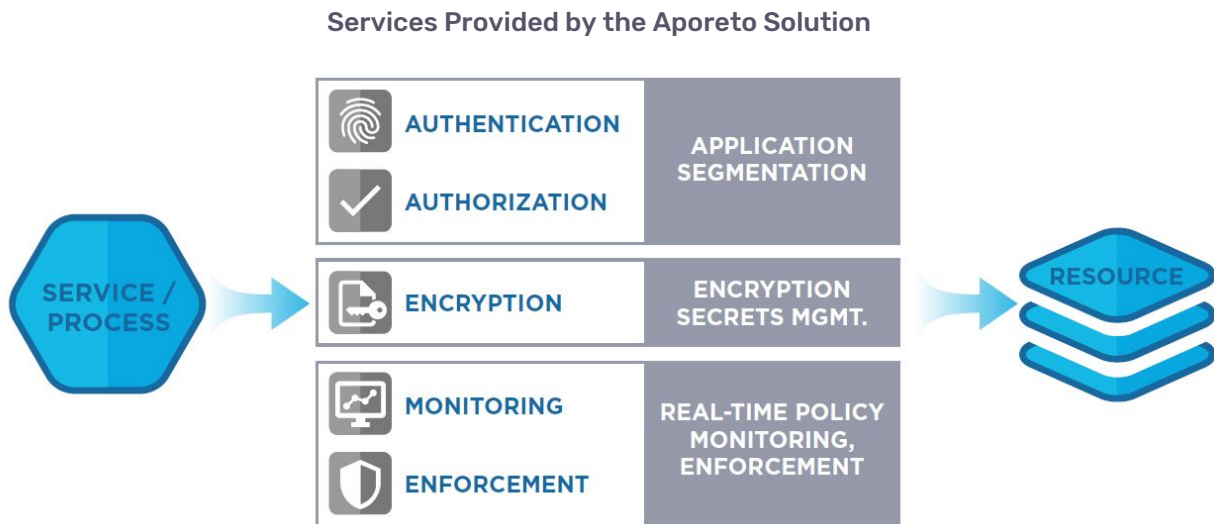 Services Provided by the Aporeto Solution
AUTHENTICATION
AUTHORIZATION
APPLICATION
SEGMENTATION
SERVICE /
PROCESS
ENCRYPTION
ENCRYPTION
SECRETS MGMT.
RESOURCE
MONITORING
ENFORCEMENT
REAL-TIME POLICY
MONITORING,
ENFORCEMENT